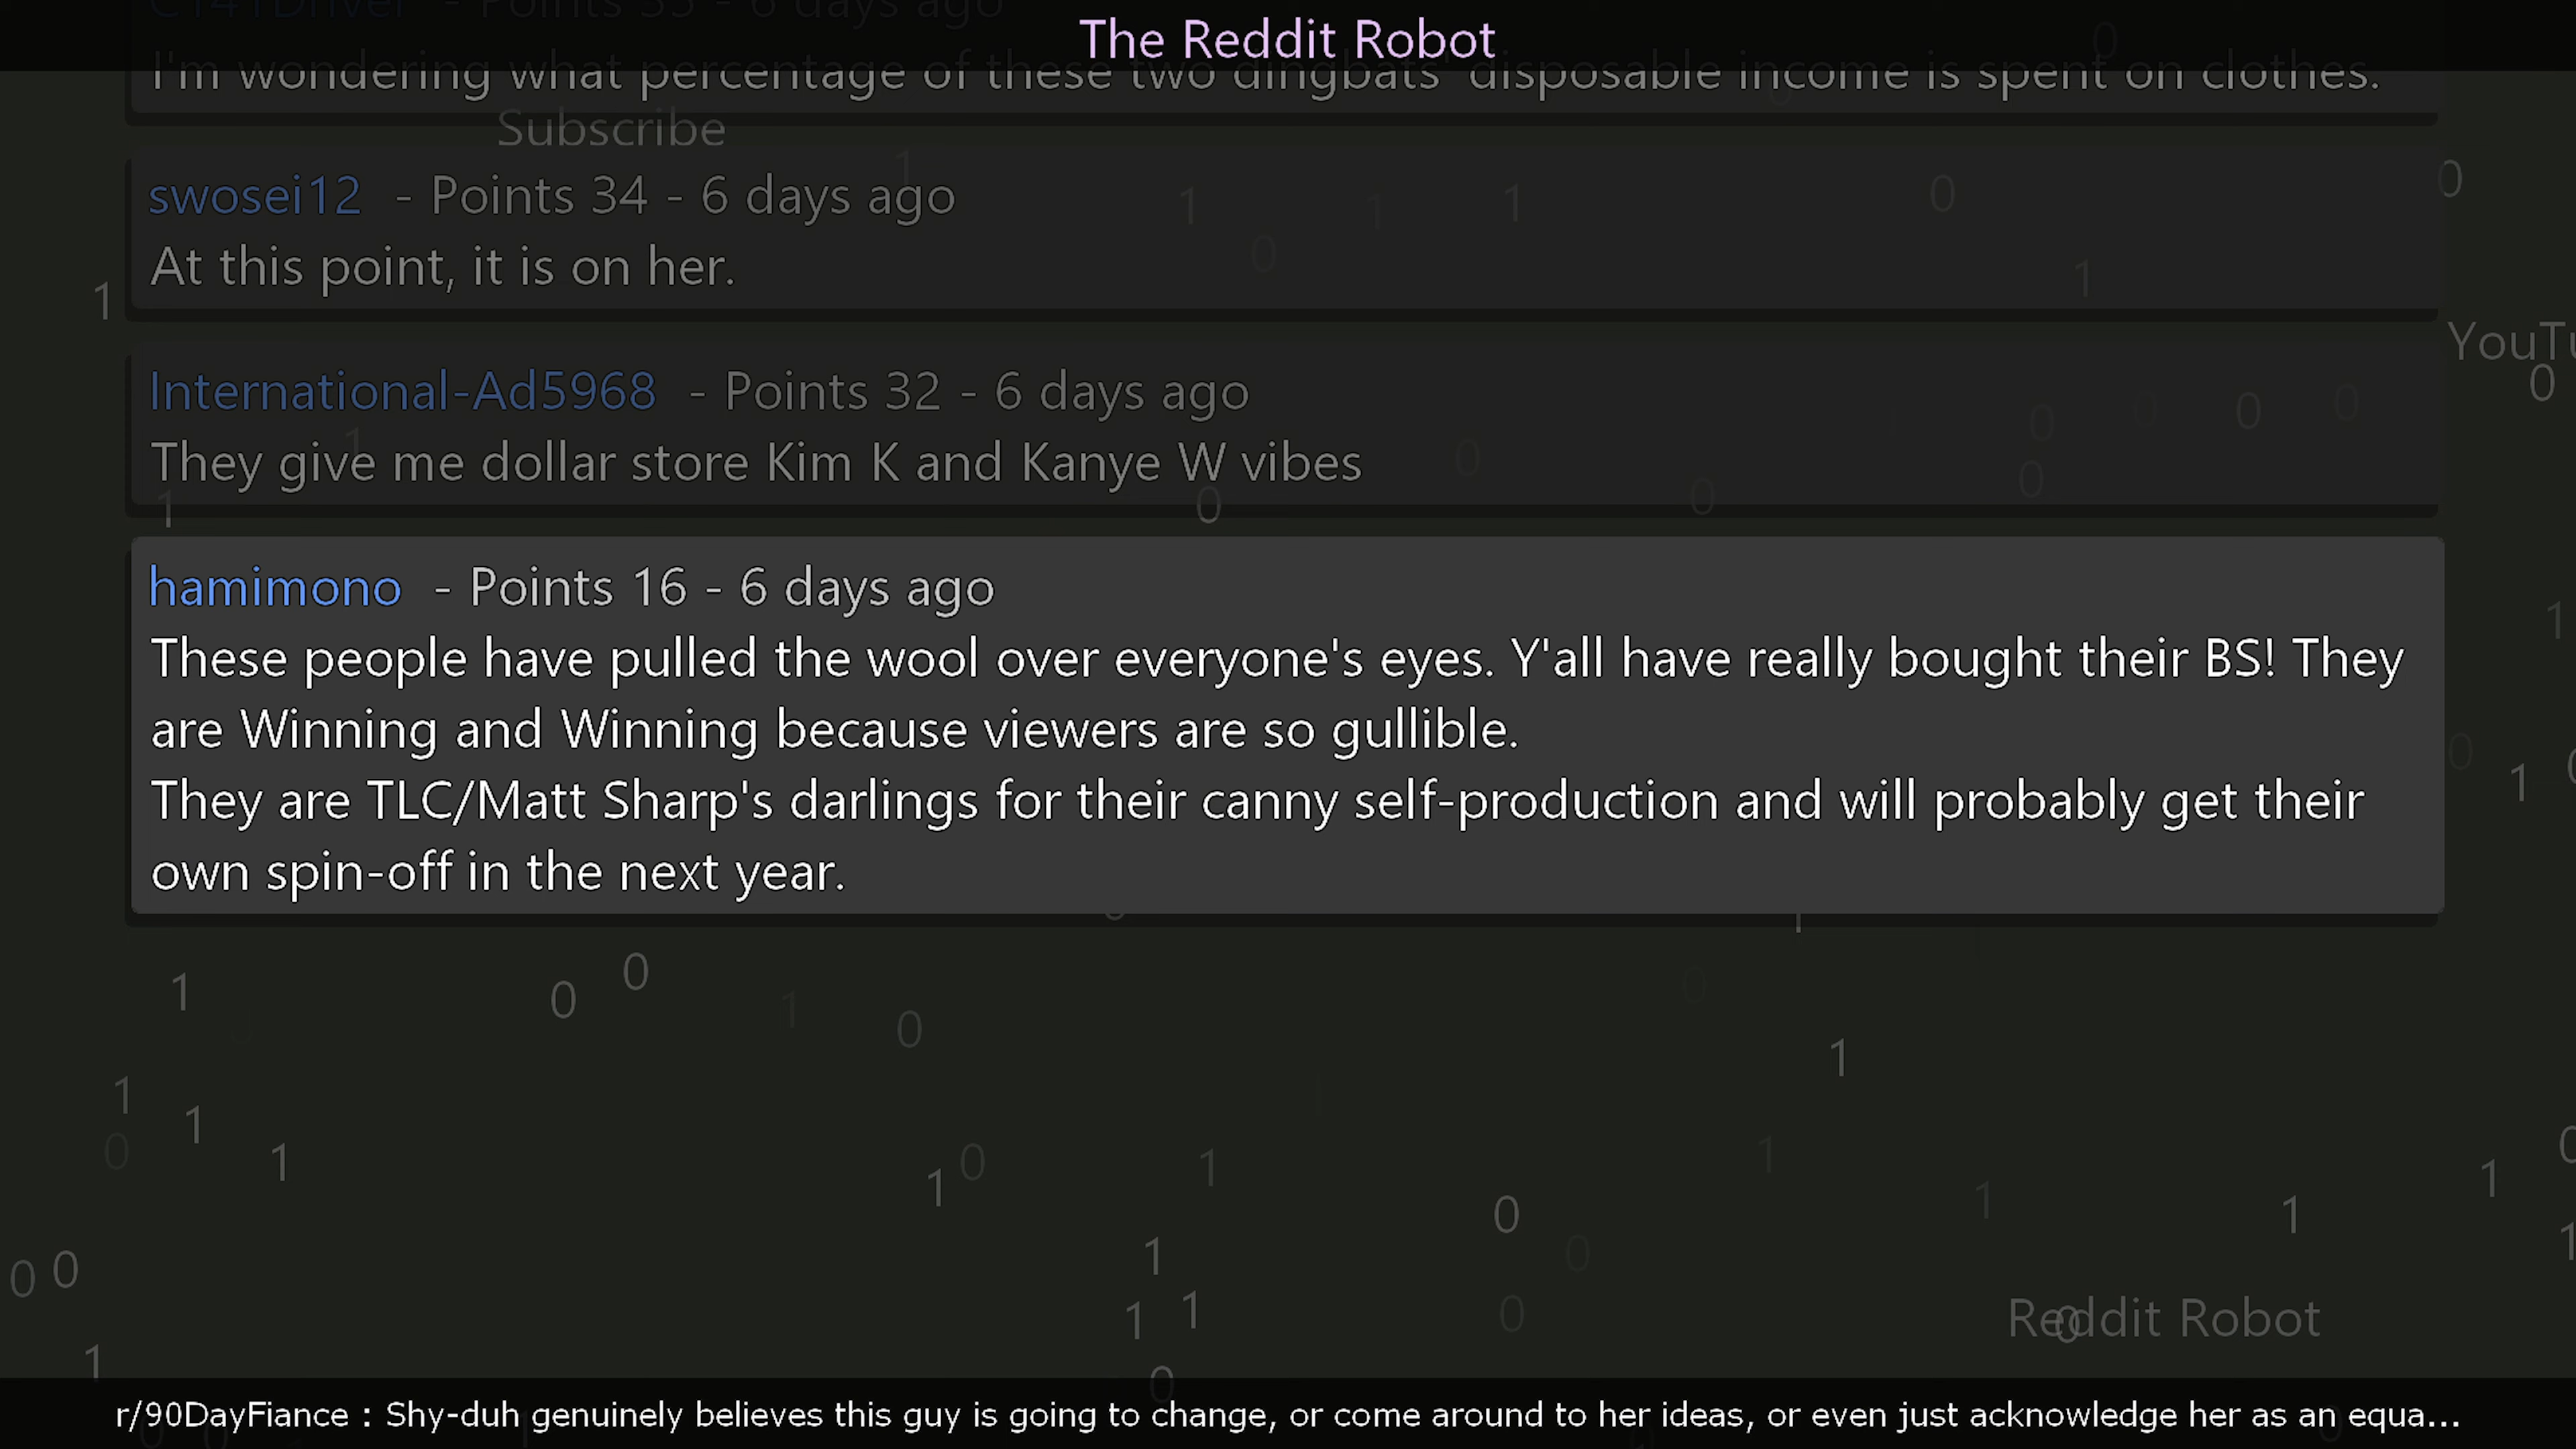 The Reddit Robot
- Points 35 - 6 days ago
I'm wondering what percentage of these two dingbats' disposable income is spent on clothes.
Subscribe
swosei12 - Points 34 - 6 days ago
At this point, it is on her.
YouTu
International-Ad5968 - Points 32 - 6 days ago
They give me dollar store Kim K and Kanye W vibes
hamimono - Points 16 - 6 days ago
These people have pulled the wool over everyone's eyes. Y'all have really bought their BS! They
are Winning and Winning because viewers are so gullible.
They are TLC/Matt Sharp's darlings for their canny self-production and will probably get their
own spin-off in the next year.
Reddit Robot
r/90DayFiance : Shy-duh genuinely believes this guy is going to change, or come around to her ideas, or even just acknowledge her as an equa...